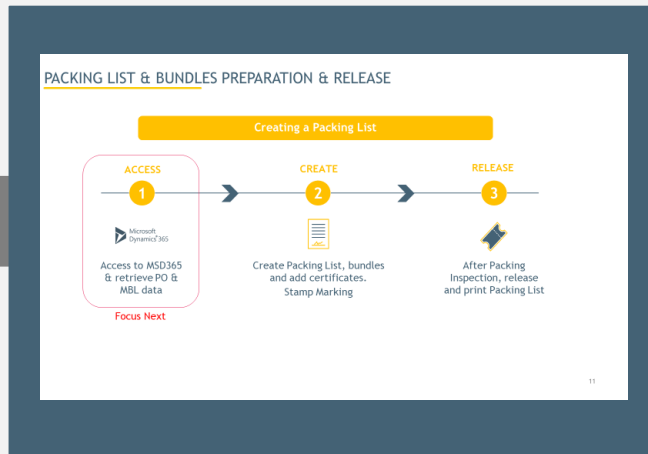 PACKING LIST & BUNDLES PREPARATION & RELEASE
Creating a Packing List
ACCESS
1
Microsoft
Dynamics 365
Access to MSD365
& retrieve PO &
MBL data
Focus Next
CREATE
2
Create Packing List, bundles
and add certificates.
Stamp Marking
RELEASE
3
After Packing
Inspection, release
and print Packing List
11